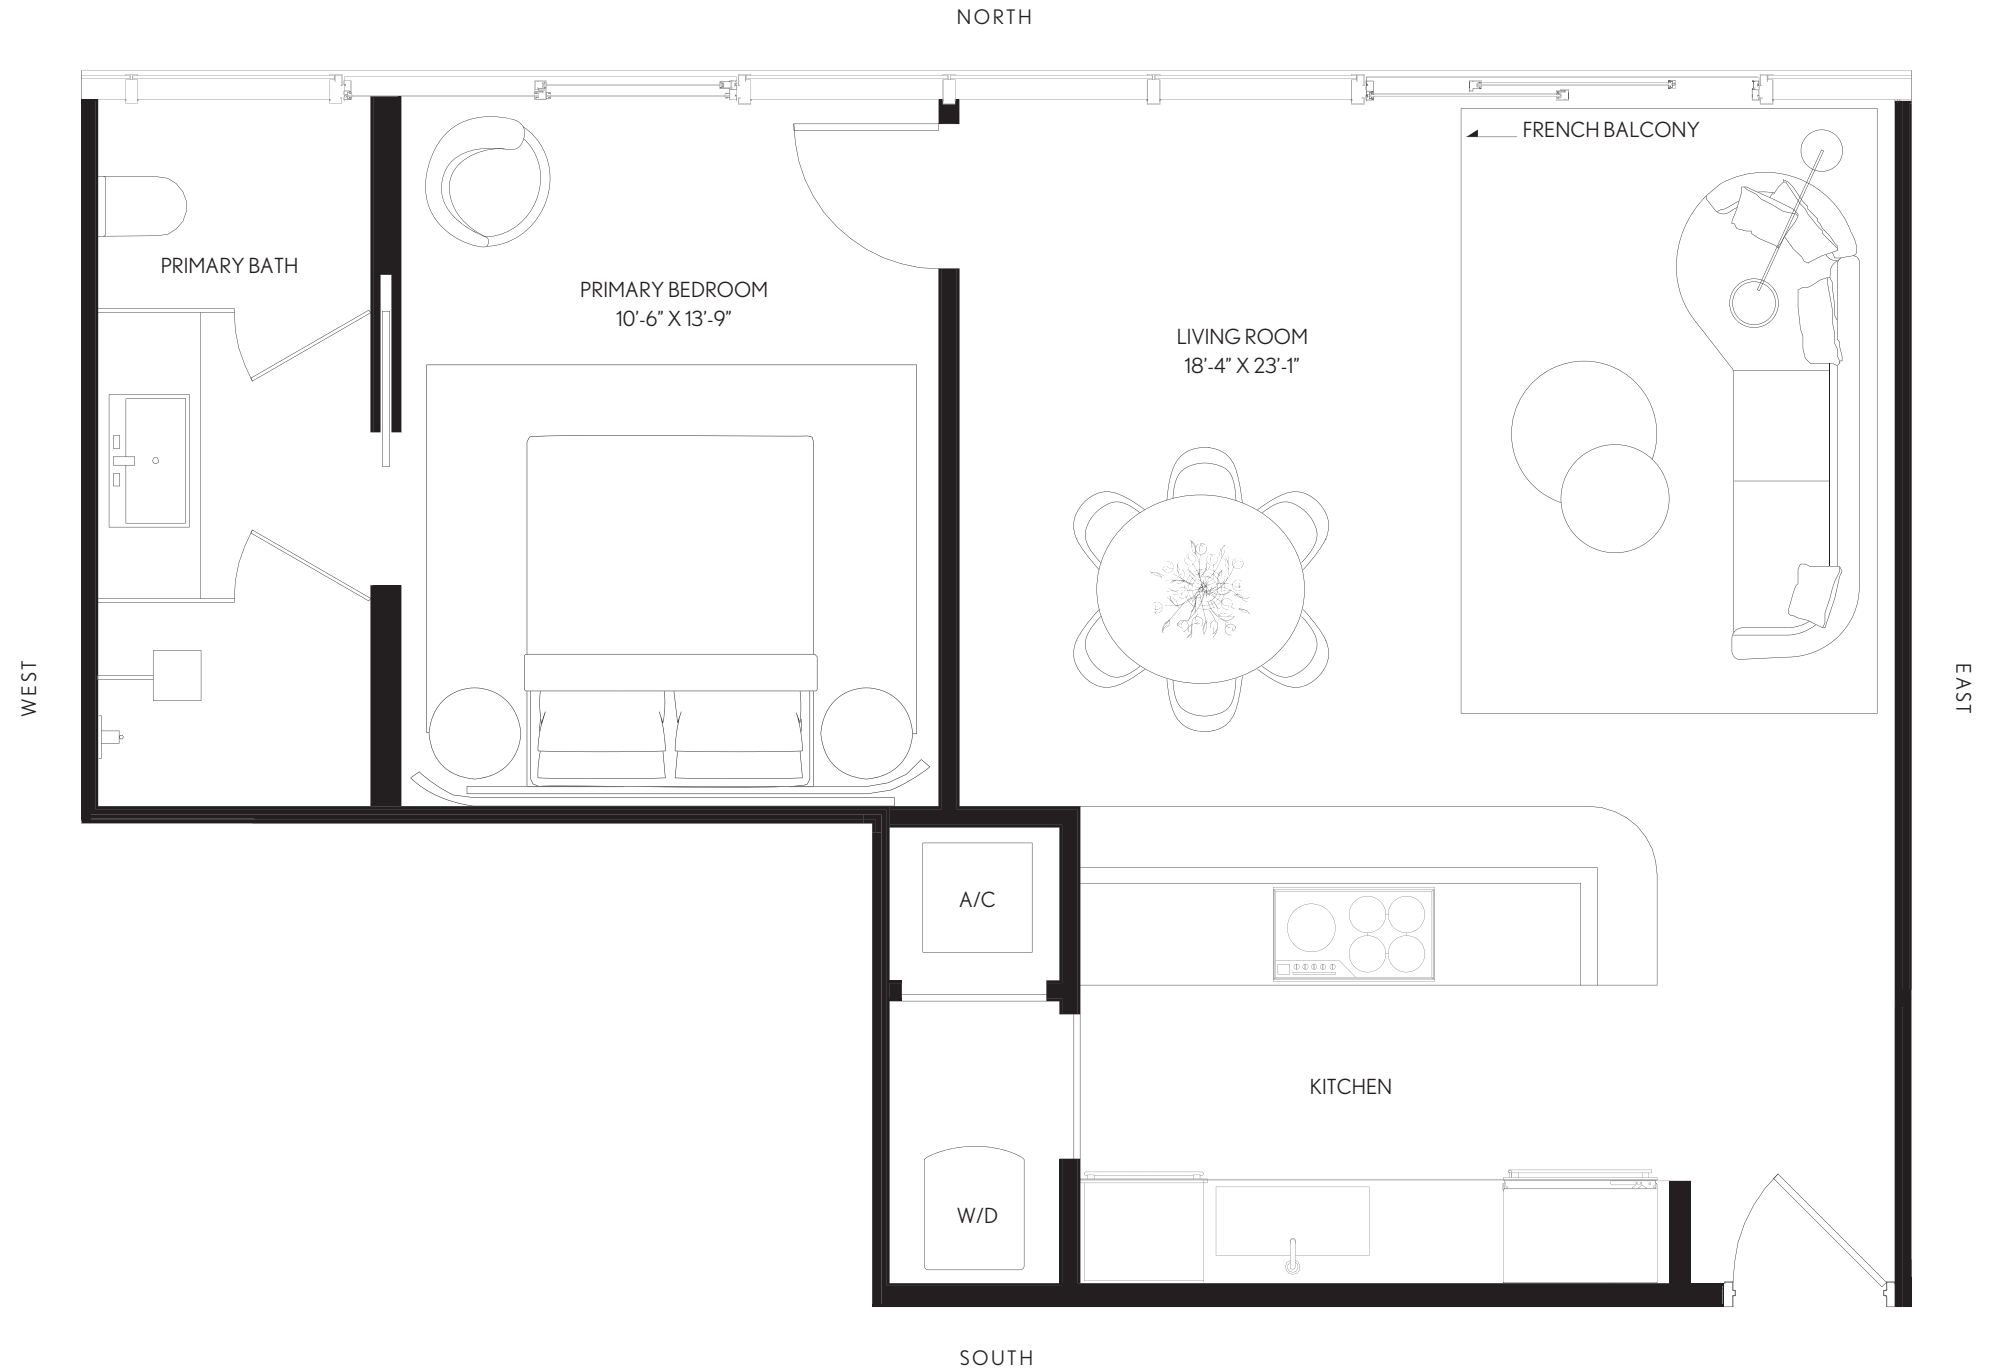 NORTH
FRENCH BALCONY
PRIMARY BATH
PRIMARY BEDROOM
10'-6" X 13'-9"
LIVING ROOM
18'-4" X 23'-1"
WEST
EAST
A/C
KITCHEN
W/D
SOUTH